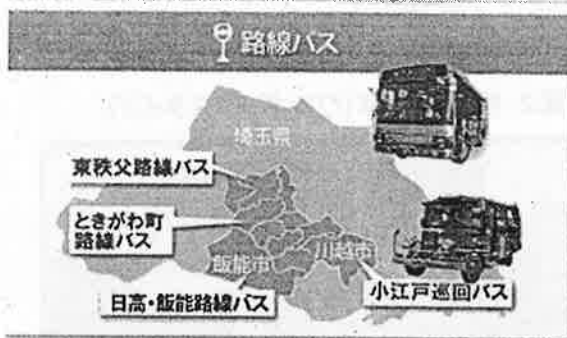 路線バス
埼玉県
東秩父路線バス
ときがわ町
路線バス
飯能市
川越市
日高・飯能路線バス
小江戸巡回バス